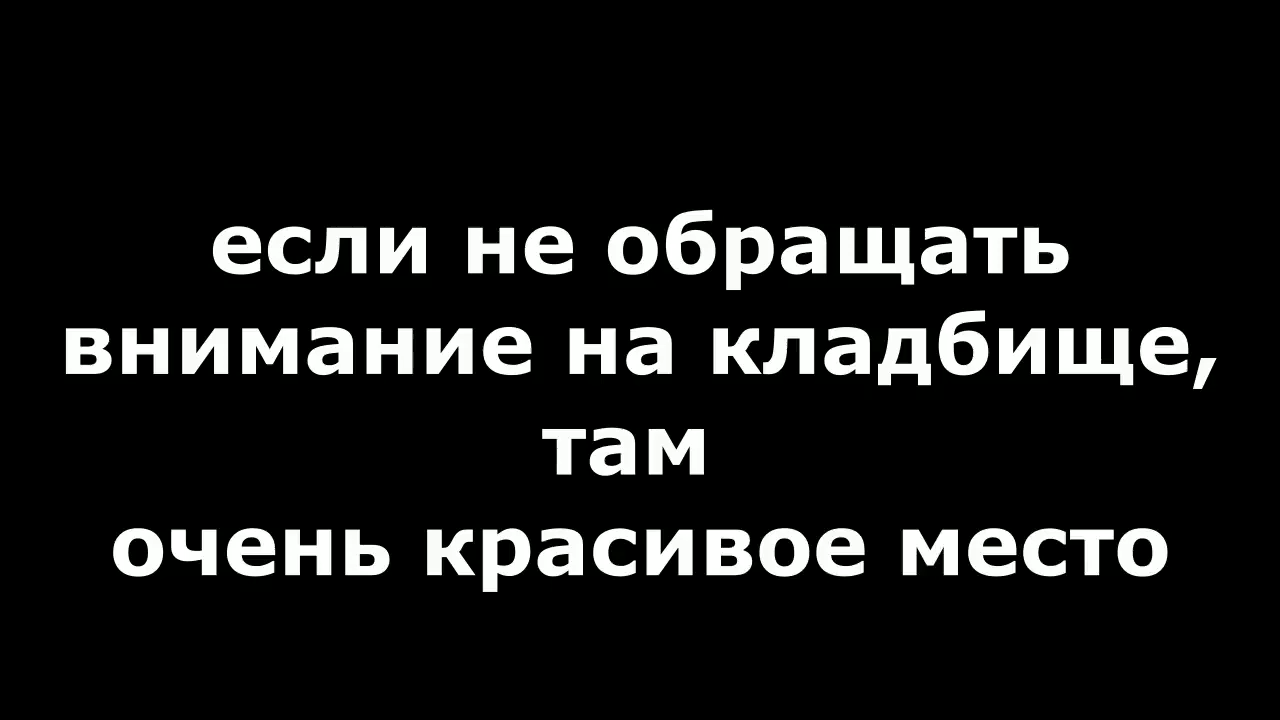 если не обращать
внимание на кладбище,
там
очень красивое место